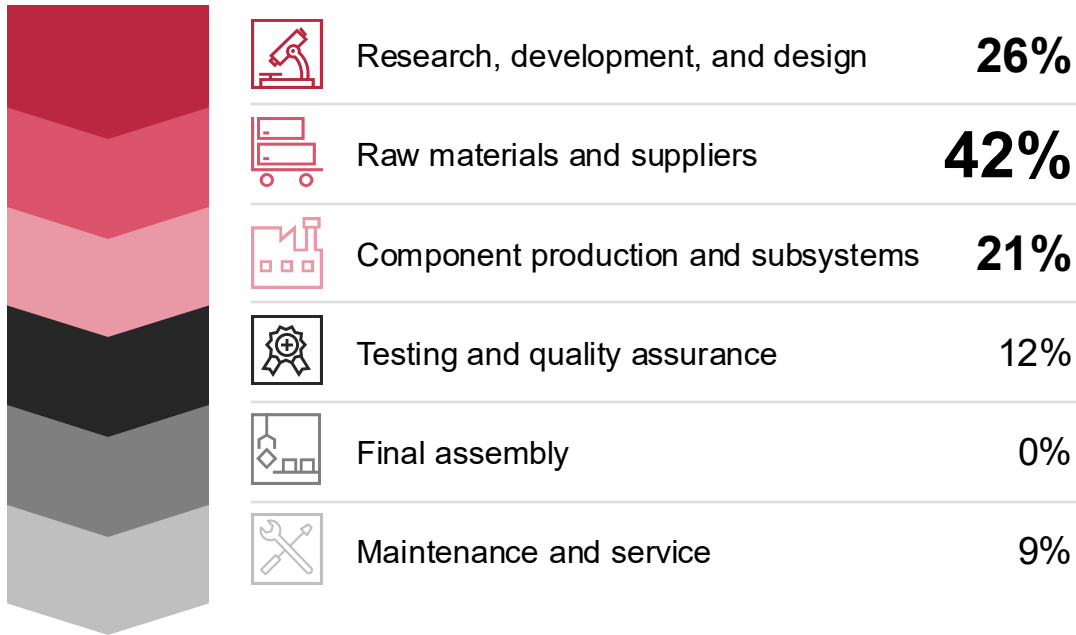 Research, development, and design 26%
Raw materials and suppliers 42%
Component production and subsystems 21%
Testing and quality assurance 12%
Final assembly 0%
Maintenance and service 9%